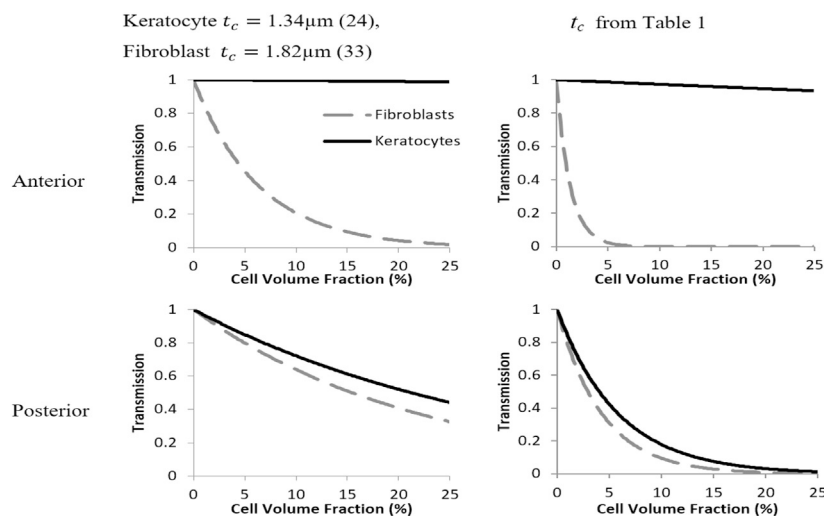 Keratocyte t_c = 1.34μm (24),
Fibroblast t_c = 1.82μm (33)
t_c from Table 1
Anterior
Transmission
1
0.8
0.6
0.4
0.2
0
0 5 10 15 20 25
Cell Volume Fraction (%)
Fibroblasts
Keratocytes
Transmission
1
0.8
0.6
0.4
0.2
0
0 5 10 15 20 25
Cell Volume Fraction (%)
Posterior
Transmission
1
0.8
0.6
0.4
0.2
0
0 5 10 15 20 25
Cell Volume Fraction (%)
Transmission
1
0.8
0.6
0.4
0.2
0
0 5 10 15 20 25
Cell Volume Fraction (%)